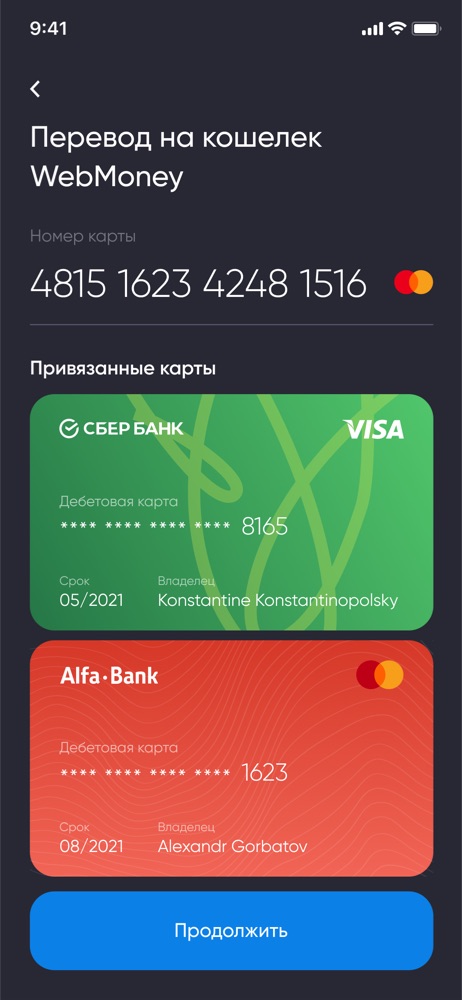 9:41
Перевод на кошелек
WebMoney
Номер карты
4815 1623 4248 1516
Привязанные карты
СБЕР БАНК VISA
Дебетовая карта
**** **** **** **** 8165
Срок Владелец
05/2021 Konstantine Konstantinopolsky
Alfa·Bank
Дебетовая карта
**** **** **** **** 1623
Срок Владелец
08/2021 Alexandr Gorbatov
Продолжить